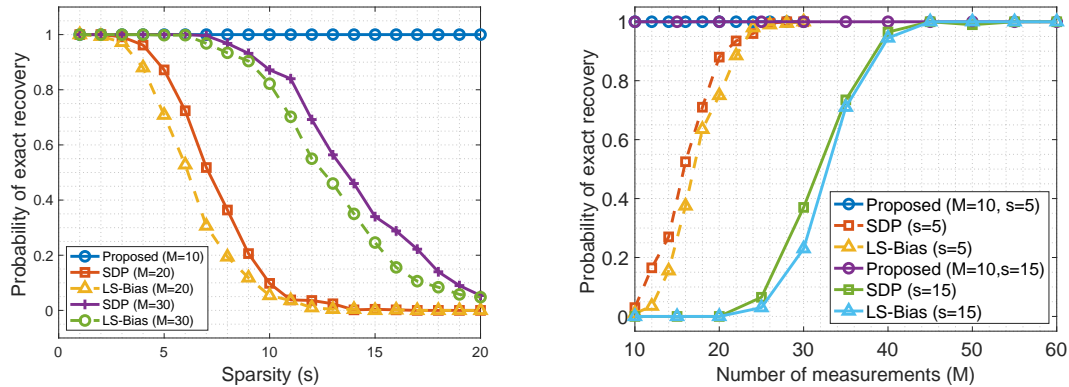 Probability of exact recovery
1
0.8
0.6
0.4
0.2
0
0
5
10
15
20
Sparsity (s)
Proposed (M=10)
SDP (M=20)
LS-Bias (M=20)
SDP (M=30)
LS-Bias (M=30)
Probability of exact recovery
1
0.8
0.6
0.4
0.2
0
10
20
30
40
50
60
Number of measurements (M)
Proposed (M=10, s=5)
SDP (s=5)
LS-Bias (s=5)
Proposed (M=10,s=15)
SDP (s=15)
LS-Bias (s=15)